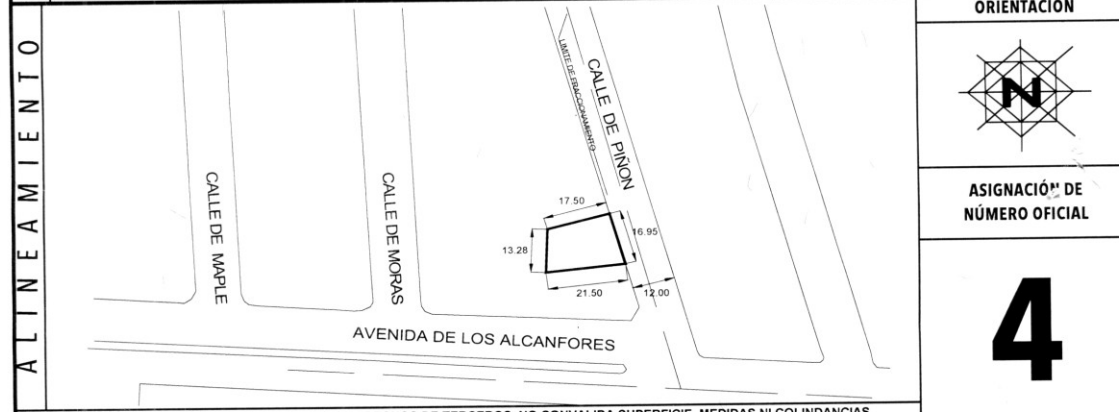 ORIENTACIÓN
ALINEAMIENTO
LIMITE DE FRACCIONAMIENTO
CALLE DE PIÑON
N
CALLE DE MAPLE
CALLE DE MORAS
ASIGNACIÓN DE
NÚMERO OFICIAL
17.50
13.28
16.95
21.50
12.00
AVENIDA DE LOS ALCANFORES
4
DE TERCEROS, NO CONVALIDA SUPERFICIE, MEDIDAS NI COLINDANCIAS